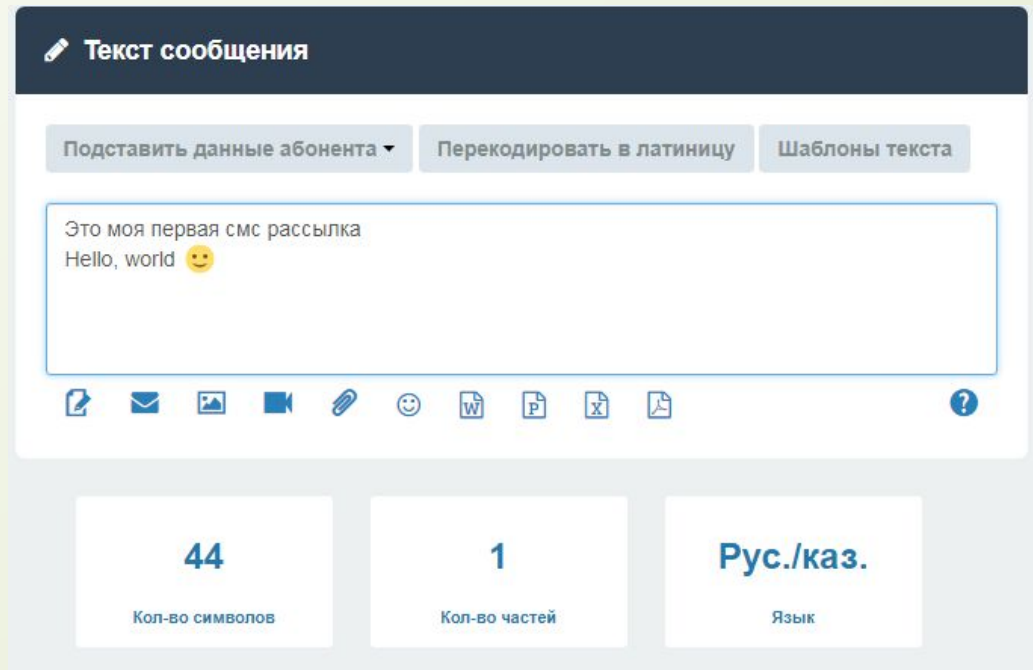 Текст сообщения
Подставить данные абонента
Перекодировать в латиницу
Шаблоны текста
Это моя первая смс рассылка
Hello, world 🙂
W
P
X
?
44
Кол-во символов
1
Кол-во частей
Рус./каз.
Язык